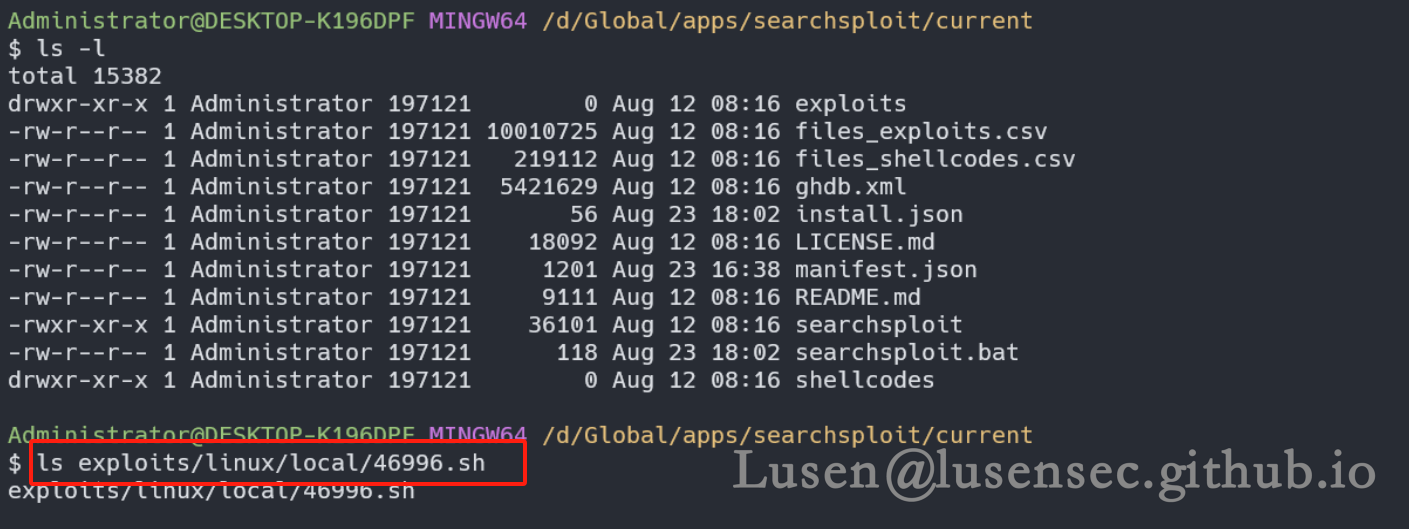 Administrator@DESKTOP-K196DPF MINGW64 /d/Global/apps/searchsploit/current
$ ls -l
total 15382
drwxr-xr-x 1 Administrator 197121        0 Aug 12 08:16 exploits
-rw-r--r-- 1 Administrator 197121 10010725 Aug 12 08:16 files_exploits.csv
-rw-r--r-- 1 Administrator 197121   219112 Aug 12 08:16 files_shellcodes.csv
-rw-r--r-- 1 Administrator 197121  5421629 Aug 12 08:16 ghdb.xml
-rw-r--r-- 1 Administrator 197121       56 Aug 23 18:02 install.json
-rw-r--r-- 1 Administrator 197121    18092 Aug 12 08:16 LICENSE.md
-rw-r--r-- 1 Administrator 197121     1201 Aug 23 16:38 manifest.json
-rw-r--r-- 1 Administrator 197121     9111 Aug 12 08:16 README.md
-rwxr-xr-x 1 Administrator 197121    36101 Aug 12 08:16 searchsploit
-rw-r--r-- 1 Administrator 197121      118 Aug 23 18:02 searchsploit.bat
drwxr-xr-x 1 Administrator 197121        0 Aug 12 08:16 shellcodes
Administrator@DESKTOP-K196DPF MINGW64 /d/Global/apps/searchsploit/current
$ ls exploits/linux/local/46996.sh
exploits/linux/local/46996.sh
Lusen@lusensec.github.io